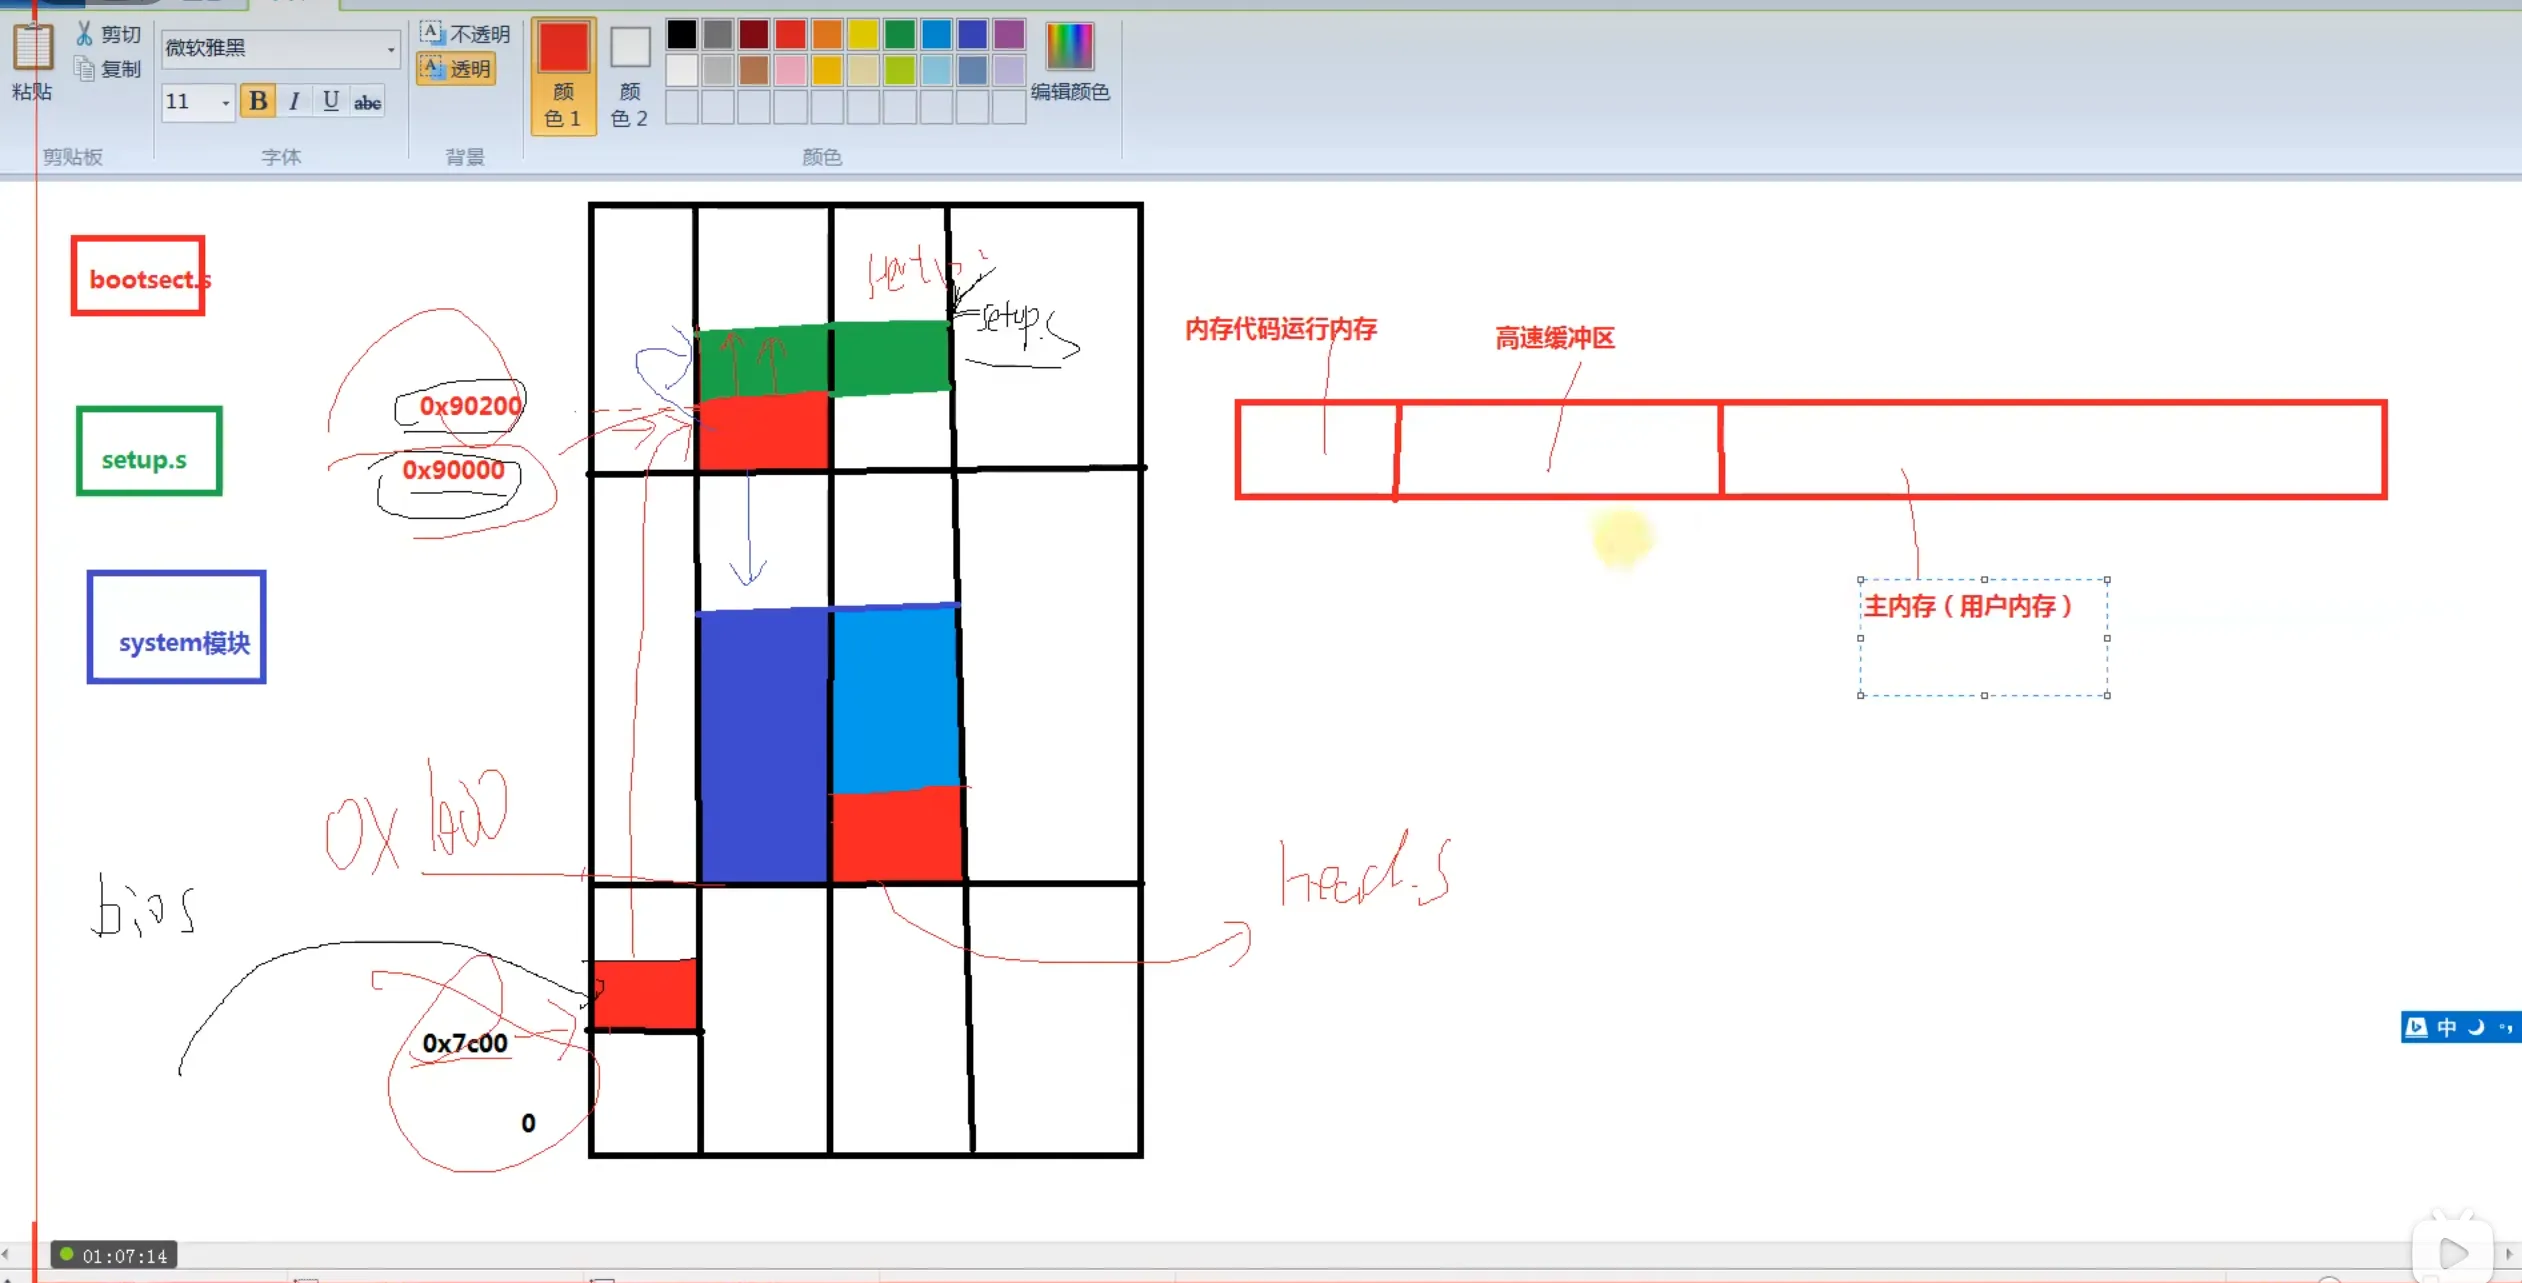 剪切
复制
粘贴
剪贴板
微软雅黑
11
B I U abc
字体
不透明
透明
背景
颜
色 1
颜
色 2
颜色
编辑颜色
bootsect.s
setup.s
内存代码运行内存
高速缓冲区
0x90200
setup.s
0x90000
主内存（用户内存）
system模块
head.s
bios
0x7c00
0
中
01:07:14